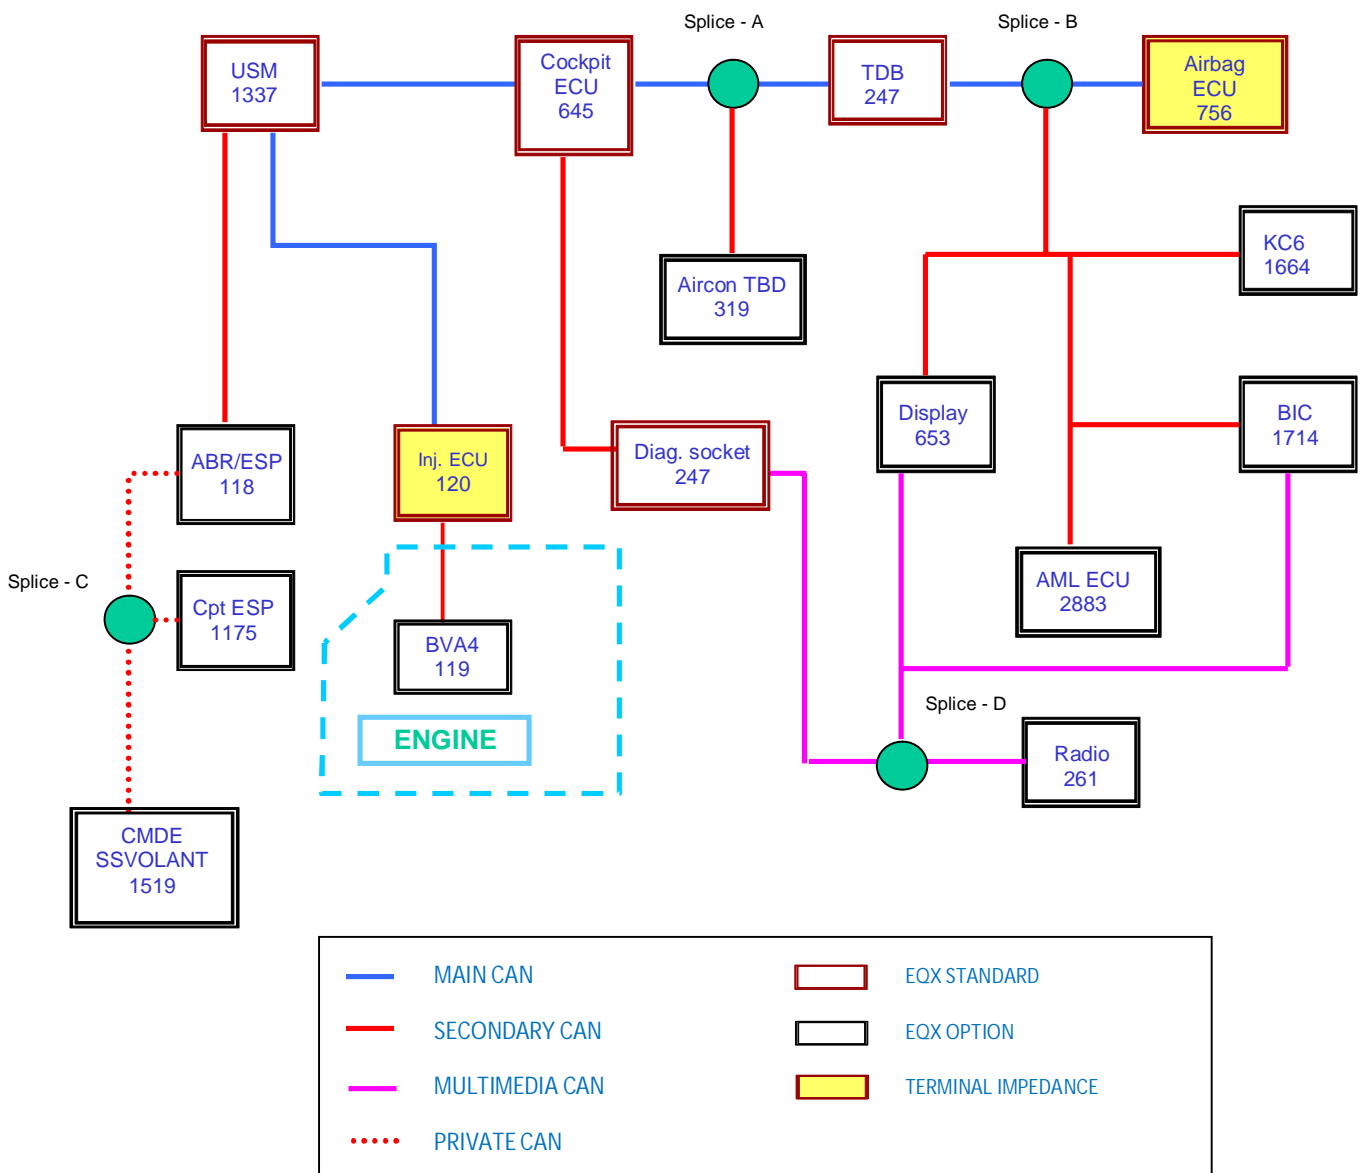 Splice - A
Splice - B
USM
1337
Cockpit
ECU
645
TDB
247
Airbag
ECU
756
KC6
1664
Aircon TBD
319
Display
653
BIC
1714
ABR/ESP
118
Inj. ECU
120
Diag. socket
247
Splice - C
Cpt ESP
1175
BVA4
119
AML ECU
2883
ENGINE
Splice - D
Radio
261
CMDE
SSVOLANT
1519
MAIN CAN
EQX STANDARD
SECONDARY CAN
EQX OPTION
MULTIMEDIA CAN
TERMINAL IMPEDANCE
PRIVATE CAN